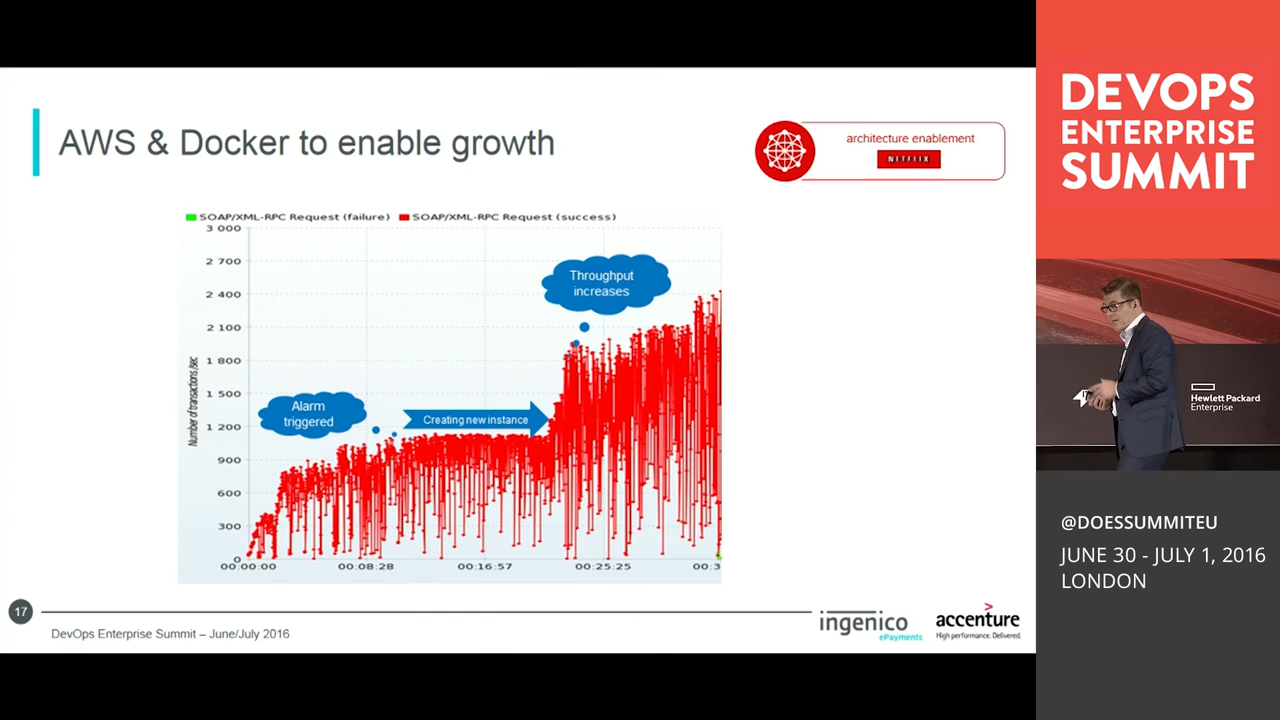 AWS & Docker to enable growth
architecture enablement
NETFLIX
SOAP/XML-RPC Request (failure)
SOAP/XML-RPC Request (success)
3 000
2 700
2 400
2 100
1 800
1 500
1 200
900
600
300
0
Number of transactions /sec
00:00:00
00:08:28
00:16:57
00:25:25
00:3
Alarm
triggered
Creating new instance
Throughput
increases
17
DevOps Enterprise Summit – June/July 2016
ingenico
ePayments
accenture
High performance. Delivered.
DEVOPS
ENTERPRISE
SUMMIT
Hewlett Packard
Enterprise
@DOESSUMMITEU
JUNE 30 - JULY 1, 2016
LONDON